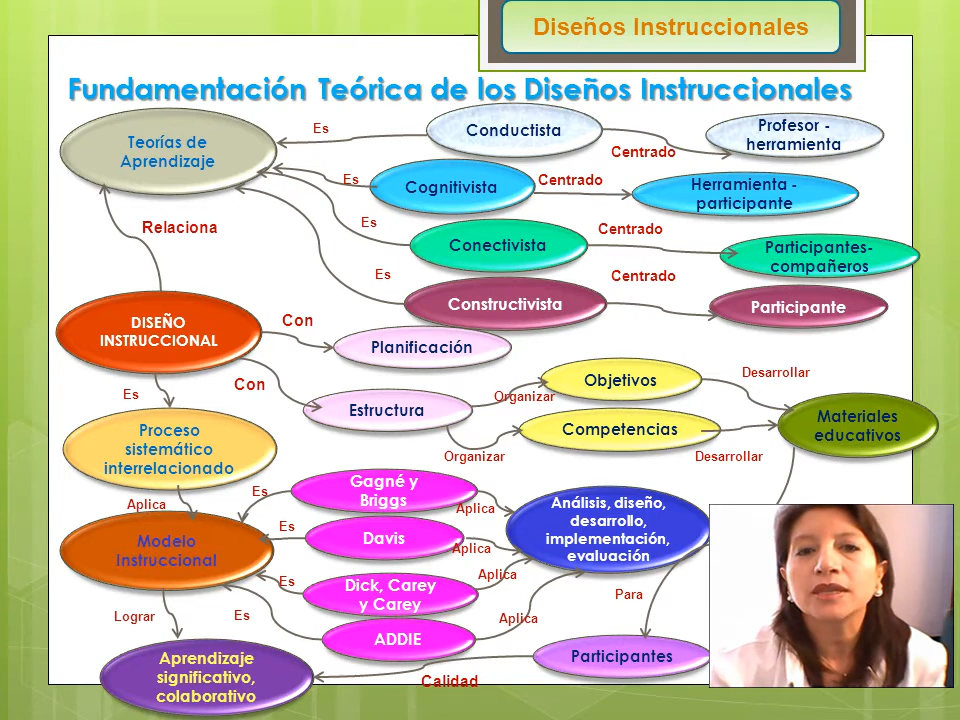 Diseños Instruccionales
Fundamentación Teórica de los Diseños Instruccionales
Teorías de
Aprendizaje
Es
Conductista
Centrado
Profesor -
herramienta
Es
Cognitivista
Centrado
Herramienta -
participante
Relaciona
Es
Conectivista
Centrado
Participantes-
compañeros
Es
Constructivista
Centrado
Participante
DISEÑO
INSTRUCCIONAL
Con
Planificación
Con
Estructura
Organizar
Objetivos
Desarrollar
Organizar
Competencias
Desarrollar
Materiales
educativos
Es
Proceso
sistemático
interrelacionado
Aplica
Modelo
Instruccional
Es
Gagné y
Briggs
Aplica
Es
Davis
Aplica
Es
Dick, Carey
y Carey
Aplica
Es
ADDIE
Aplica
Análisis, diseño,
desarrollo,
implementación,
evaluación
Para
Participantes
Lograr
Calidad
Aprendizaje
significativo,
colaborativo